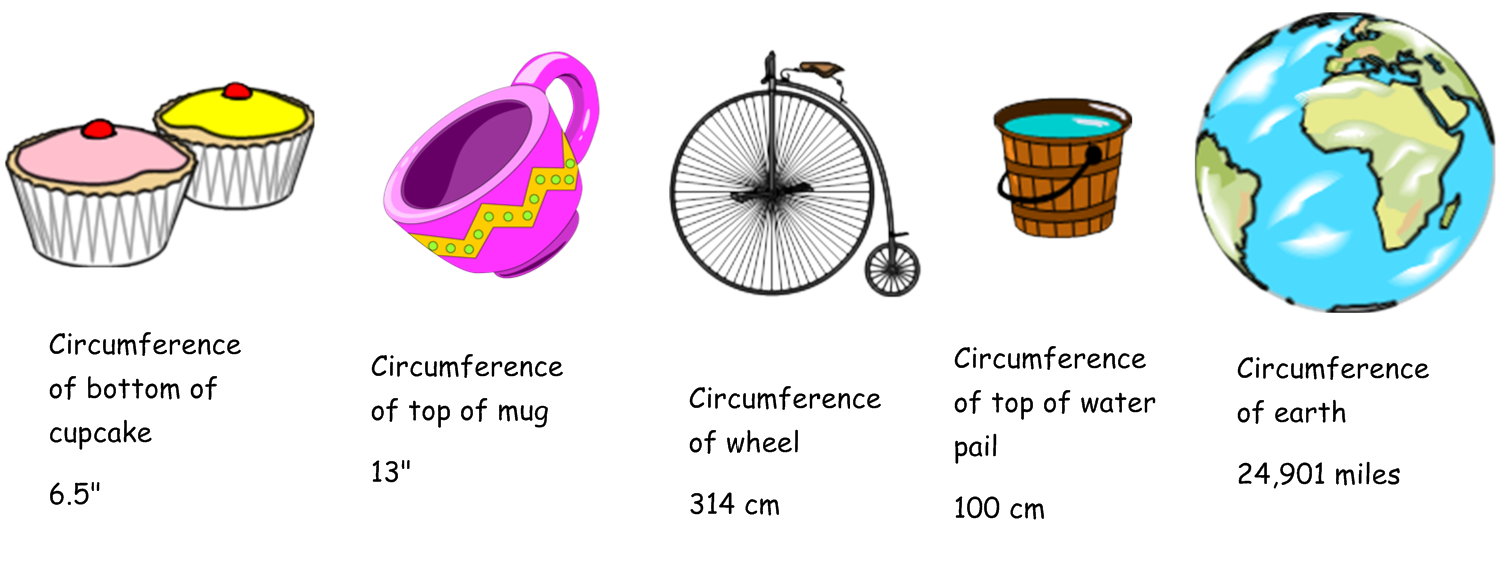 Circumference
of bottom of
cupcake
6.5"
Circumference
of top of mug
13"
Circumference
of wheel
314 cm
Circumference
of top of water
pail
100 cm
Circumference
of earth
24,901 miles